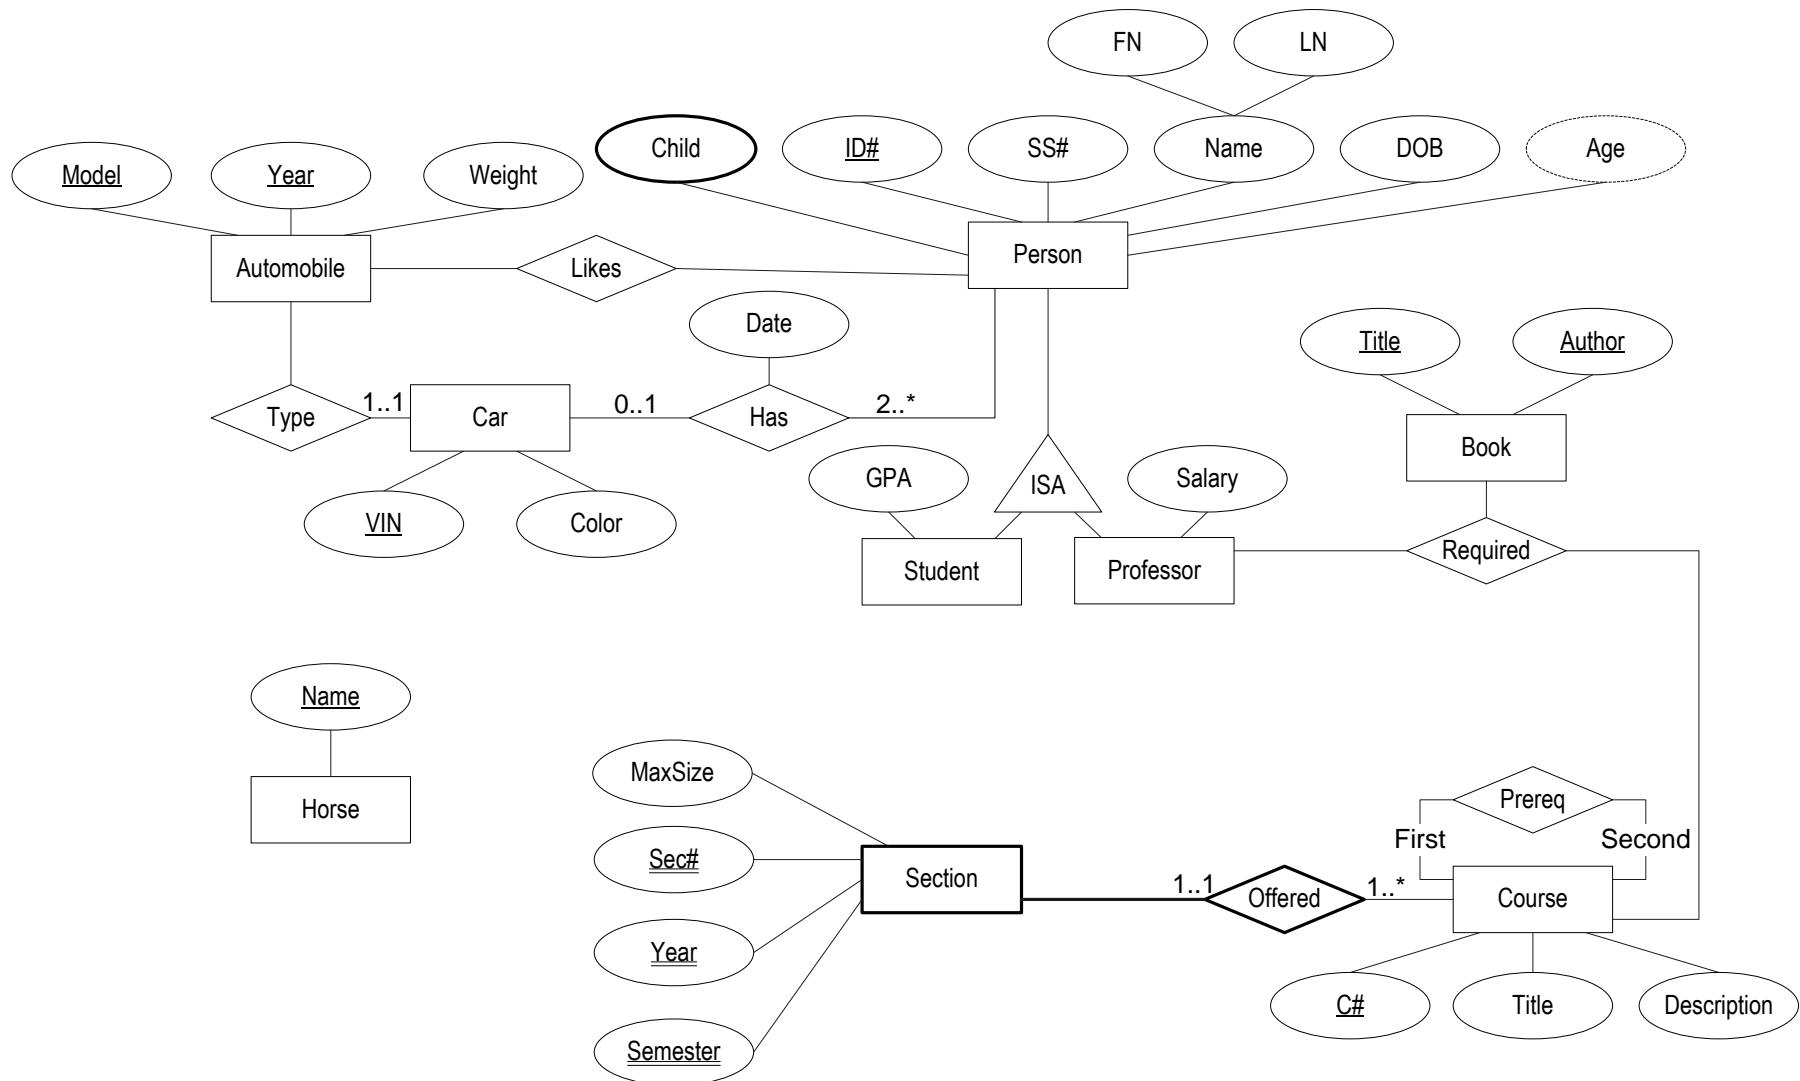 FN
LN
Child
ID#
SS#
Name
DOB
Age
Model
Year
Weight
Automobile
Likes
Person
Date
Title
Author
Type
1..1
Car
0..1
Has
2..*
Book
GPA
ISA
Salary
VIN
Color
Student
Professor
Required
Name
Horse
MaxSize
Prereq
First
Second
Sec#
Section
1..1
Offered
1..*
Course
Year
C#
Title
Description
Semester